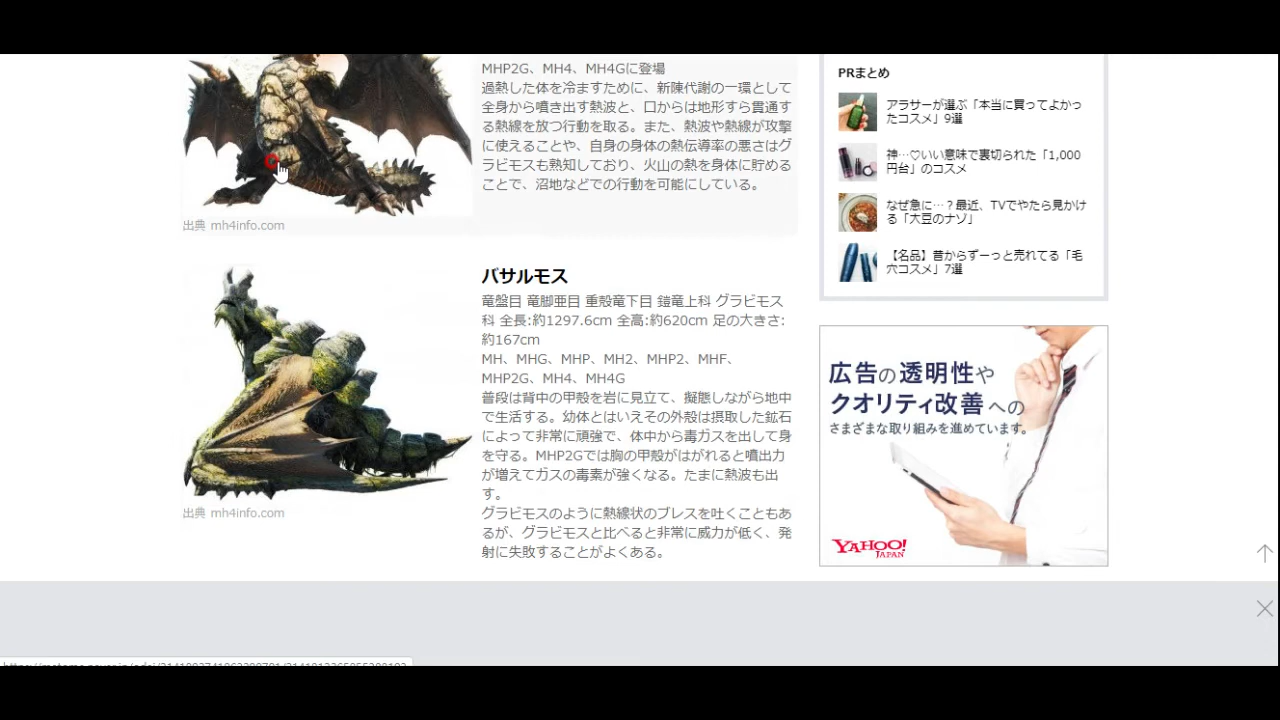 MHP2G、MH4、MH4Gに登場
過熱した体を冷ますために、新陳代謝の一環として
全身から噴き出す熱波と、口からは地形すら貫通す
る熱線を放つ行動を取る。また、熱波や熱線が攻撃
に使えることや、自身の身体の熱伝導率の悪さはグ
ラビモスも熟知しており、火山の熱を身体に貯める
ことで、沼地などでの行動を可能にしている。
出典 mh4info.com
バサルモス
竜盤目 竜脚亜目 重殻竜下目 鎧竜上科 グラビモス
科 全長:約1297.6cm 全高:約620cm 足の大きさ:
約167cm
MH、MHG、MHP、MH2、MHP2、MHF、
MHP2G、MH4、MH4G
普段は背中の甲殻を岩に見立て、擬態しながら地中
で生活する。幼体とはいえその外殻は摂取した鉱石
によって非常に頑強で、体中から毒ガスを出して身
を守る。MHP2Gでは胸の甲殻がはがれると噴出力
が増えてガスの毒素が強くなる。たまに熱波も出
す。
グラビモスのように熱線状のブレスを吐くこともあ
るが、グラビモスと比べると非常に威力が低く、発
射に失敗することがよくある。
出典 mh4info.com
PRまとめ
アラサーが選ぶ「本当に買ってよかっ
たコスメ」9選
神…♡いい意味で裏切られた「1,000
円台」のコスメ
なぜ急に…？最近、TVでやたら見かけ
る「大豆のナゾ」
【名品】昔からずーっと売れてる「毛
穴コスメ」7選
広告の透明性や
クオリティ改善への
さまざまな取り組みを進めています。
YAHOO!
JAPAN